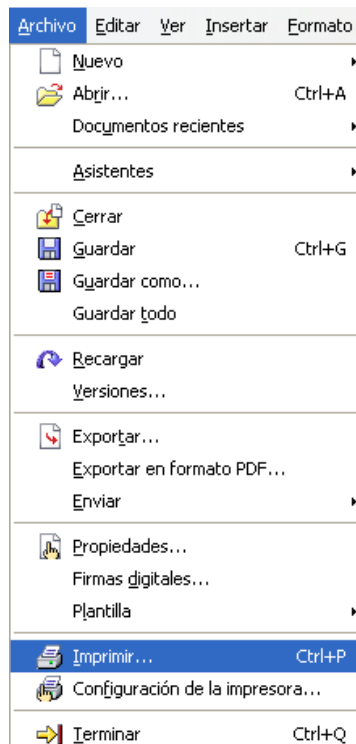 Archivo Editar Ver Insertar Formato
Nuevo
Abrir... Ctrl+A
Documentos recientes
Asistentes
Cerrar
Guardar Ctrl+G
Guardar como...
Guardar todo
Recargar
Versiones...
Exportar...
Exportar en formato PDF...
Enviar
Propiedades...
Firmas digitales...
Plantilla
Imprimir... Ctrl+P
Configuración de la impresora...
Terminar Ctrl+Q